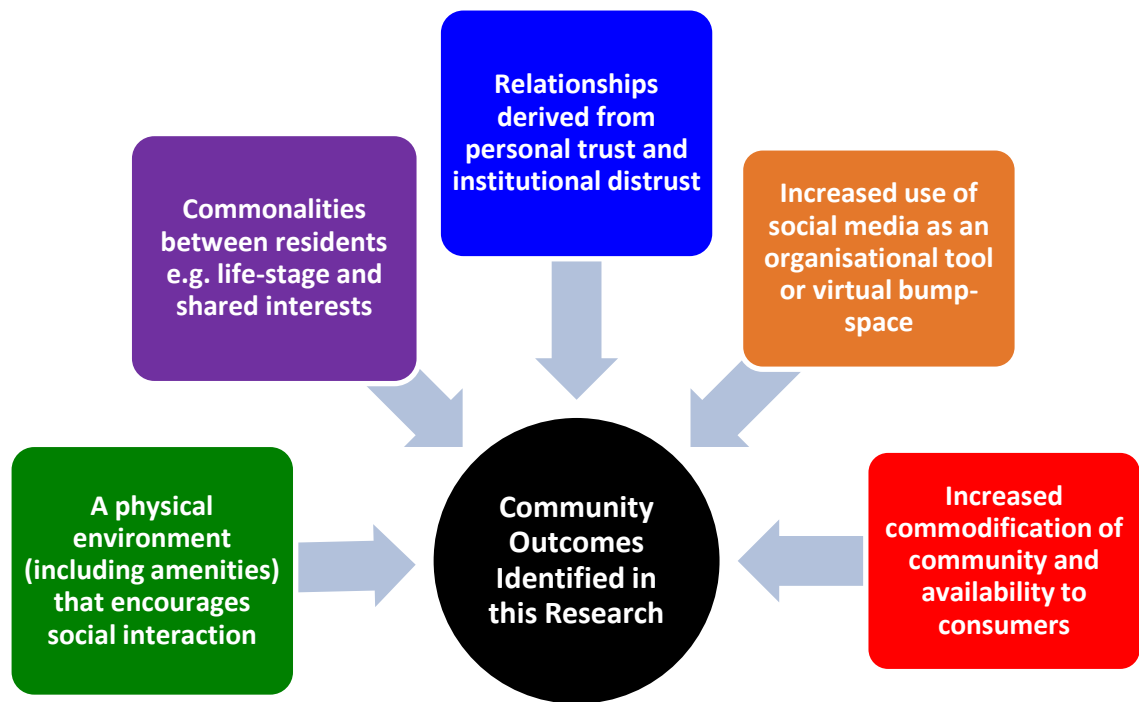 Relationships
derived from
personal trust and
institutional distrust
Commonalities
between residents
e.g. life-stage and
shared interests
Increased use of
social media as an
organisational tool
or virtual bump-
space
A physical
environment
(including amenities)
that encourages
social interaction
Community
Outcomes
Identified in
this Research
Increased
commodification of
community and
availability to
consumers